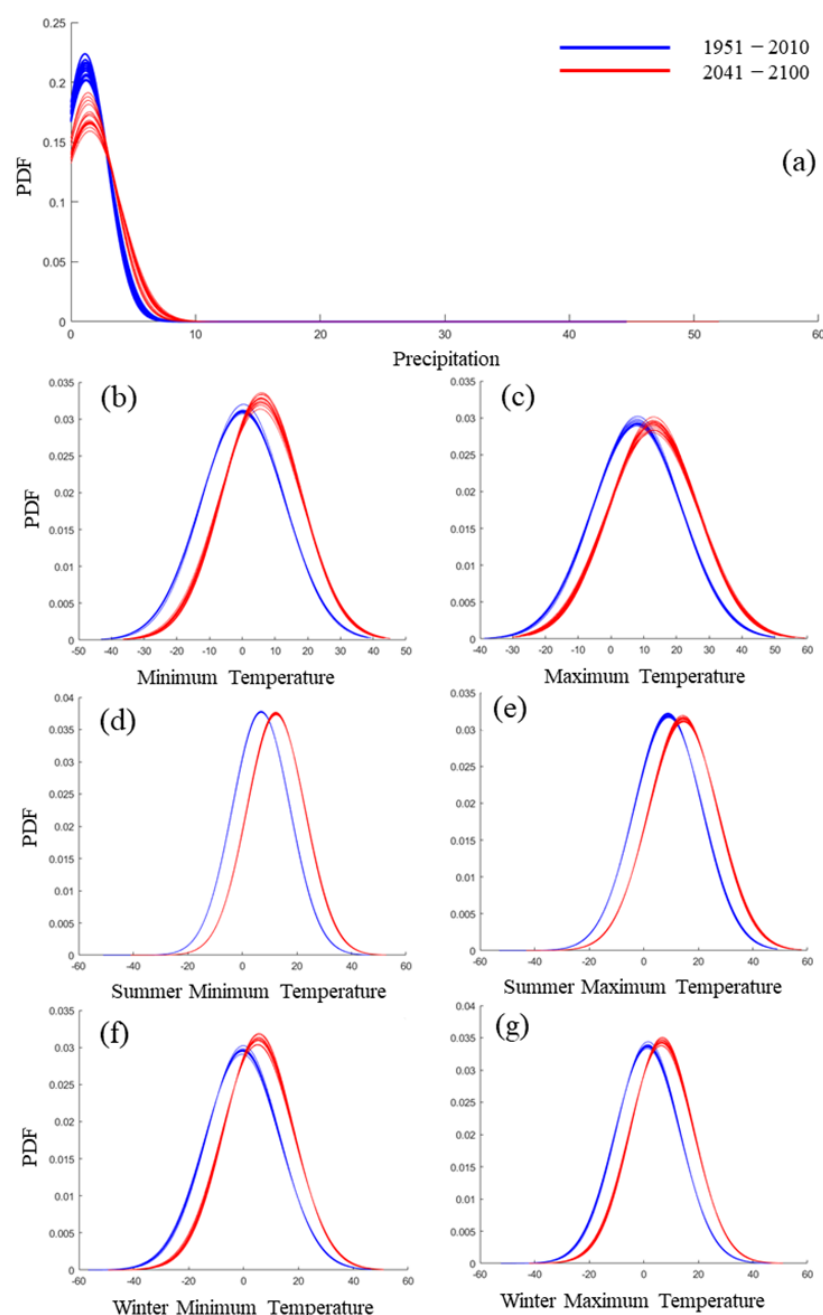 0.25
1951 – 2010
2041 – 2100
0.2
0.15
PDF
(a)
0.1
0.05
0
0 10 20 30 40 50 60
Precipitation
(b)
0.035
0.03
0.025
PDF
0.02
0.015
0.01
0.005
0
-50 -40 -30 -20 -10 0 10 20 30 40 50
Minimum Temperature
(c)
0.035
0.03
0.025
0.02
0.015
0.01
0.005
0
-40 -30 -20 -10 0 10 20 30 40 50 60
Maximum Temperature
(d)
0.04
0.035
0.03
0.025
PDF
0.02
0.015
0.01
0.005
0
-60 -40 -20 0 20 40 60
Summer Minimum Temperature
(e)
0.035
0.03
0.025
0.02
0.015
0.01
0.005
0
-60 -40 -20 0 20 40 60
Summer Maximum Temperature
(f)
0.035
0.03
0.025
PDF
0.02
0.015
0.01
0.005
0
-60 -40 -20 0 20 40 60
Winter Minimum Temperature
(g)
0.04
0.035
0.03
0.025
0.02
0.015
0.01
0.005
0
-60 -40 -20 0 20 40 60
Winter Maximum Temperature